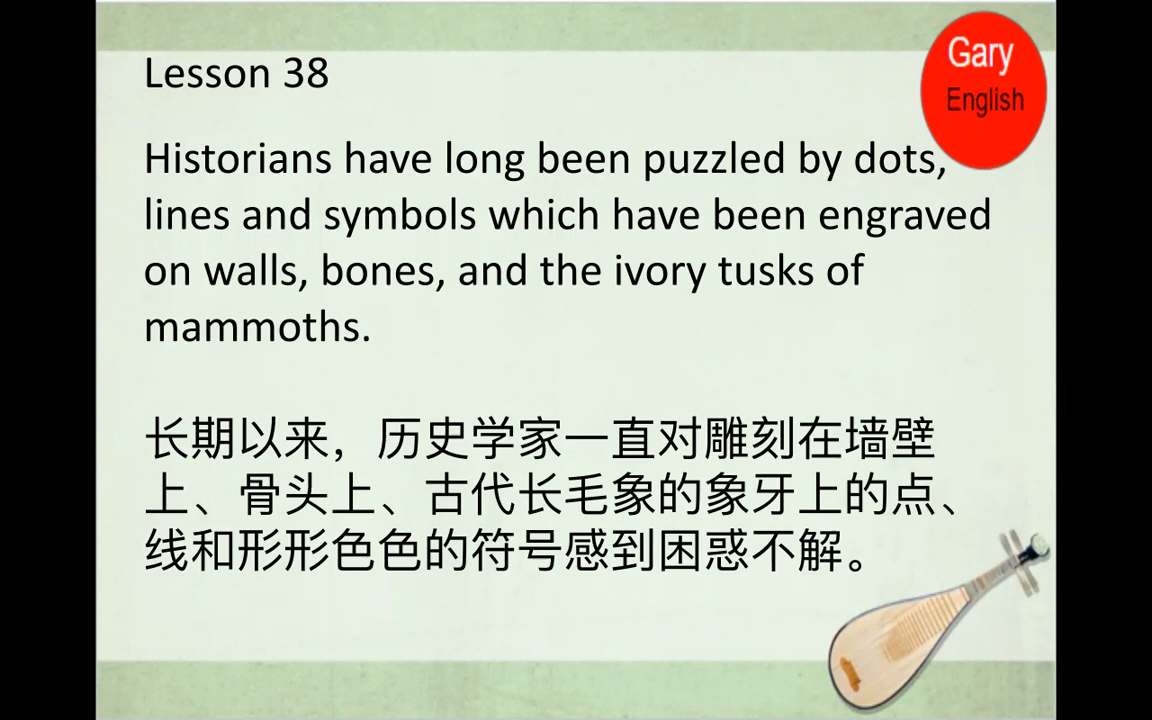 Lesson 38
Gary
English
Historians have long been puzzled by dots,
lines and symbols which have been engraved
on walls, bones, and the ivory tusks of
mammoths.
长期以来，历史学家一直对雕刻在墙壁
上、骨头上、古代长毛象的象牙上的点、
线和形形色色的符号感到困惑不解。